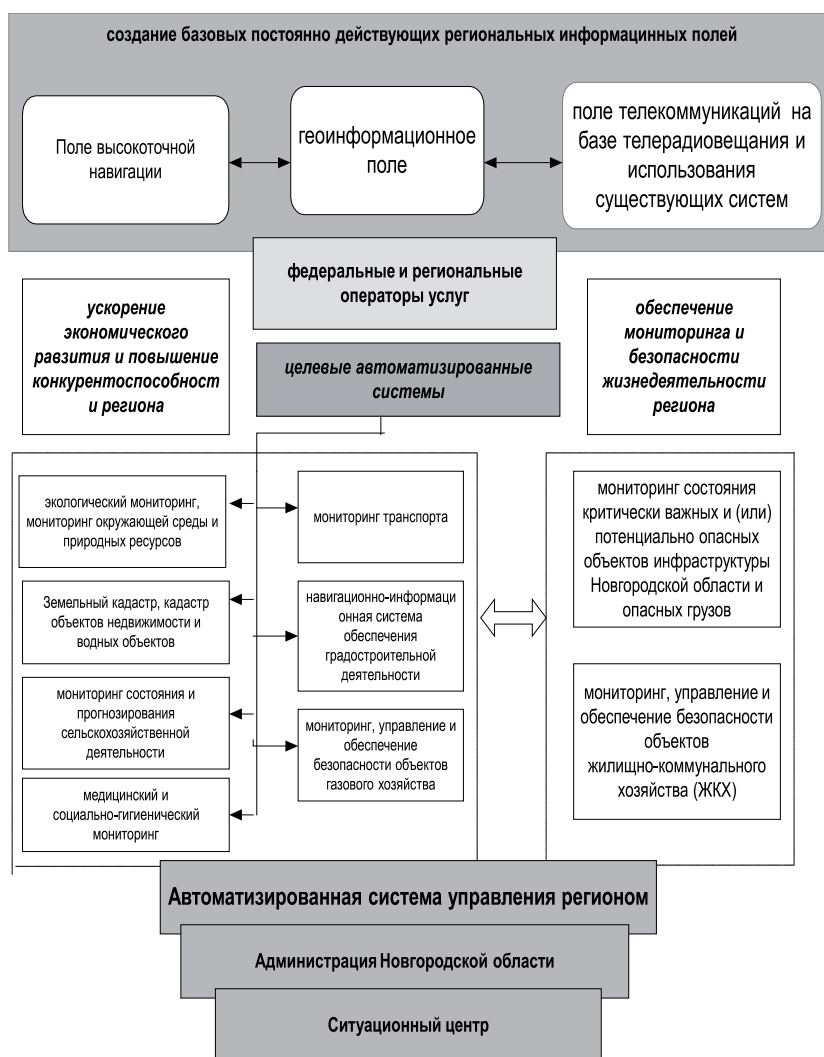 создание базовых постоянно действующих региональных информацинных полей
Поле высокоточной
навигации
геоинформационное
поле
поле телекоммуникаций на
базе телерадиовещания и
использования
существующих систем
федеральные и региональные
операторы услуг
ускорение
экономического
равзития и повышение
конкурентоспособност
и региона
обеспечение
мониторинга и
безопасности
жизнедеятельности
региона
целевые автоматизированные
системы
экологический мониторинг,
мониторинг окружающей среды и
природных ресурсов
мониторинг транспорта
Земельный кадастр, кадастр
объектов недвижимости и
водных объектов
навигационно-информаци
онная система
обеспечения
градостроительной
деятельности
мониторинг состояния и
прогнозирования
сельскохозяйственной
деятельности
мониторинг, управление и
обеспечение
безопасности объектов
газового хозяйства
медицинский и
социально-гигиенический
мониторинг
мониторинг состояния
критически важных и (или)
потенциально опасных
объектов инфраструктуры
Новгородской области и
опасных грузов
мониторинг, управление и
обеспечение безопасности
объектов
жилищно-коммунального
хозяйства (ЖКХ)
Автоматизированная система управления регионом
Администрация Новгородской области
Ситуационный центр